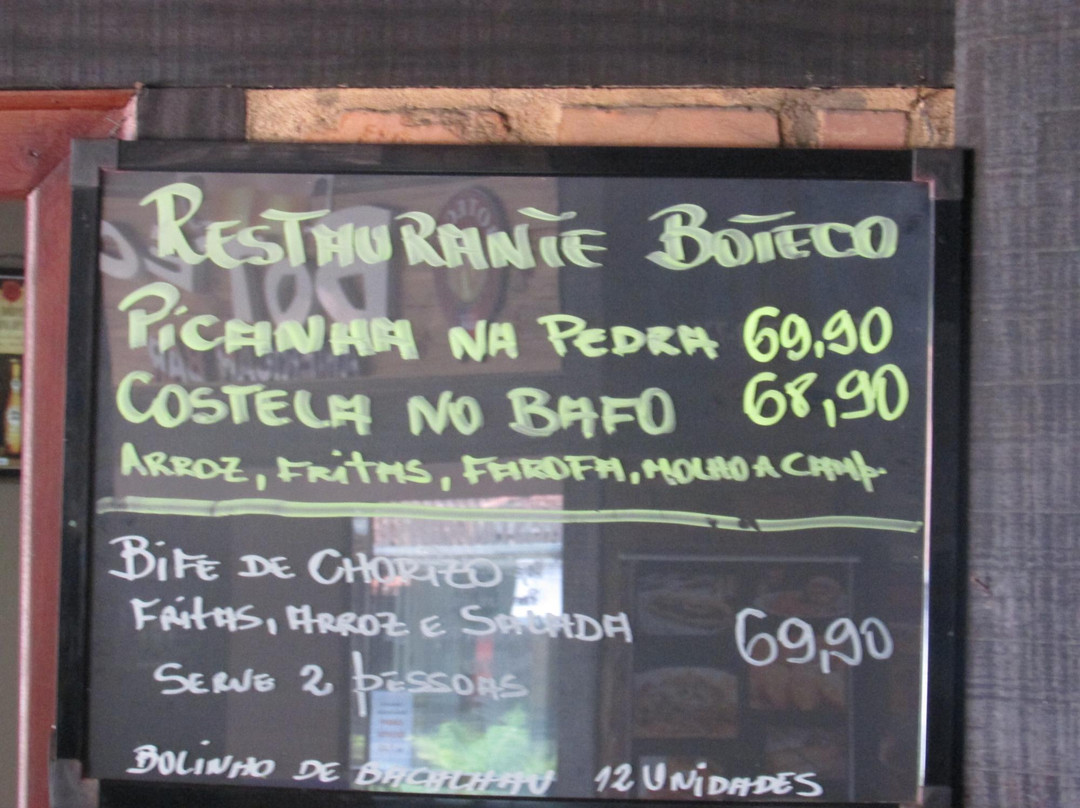 RESTAURANTE BOTECO
PICANHA NA PEDRA 69,90
COSTELA NO BAFO 68,90
ARROZ, FRITAS, FAROFA, MOLHO A CAMP.
BIFE DE CHORIZO
FRITAS, ARROZ E SALADA 69,90
SERVE 2 PESSOAS
BOLINHO DE BACALHAU 12 UNIDADES